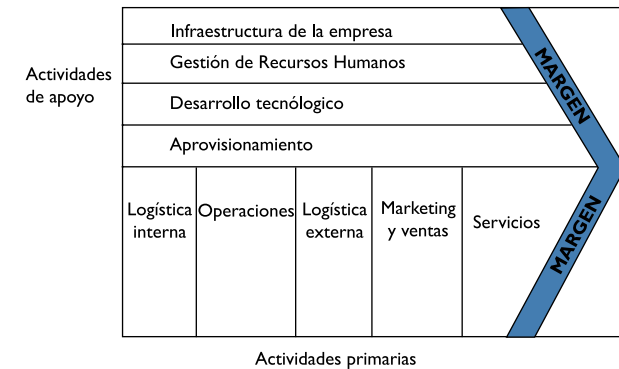 Infraestructura de la empresa
Gestión de Recursos Humanos
Actividades
de apoyo
Desarrollo tecnólogico
Aprovisionamiento
MARGEN
Logística
interna
Operaciones
Logística
externa
Marketing
y ventas
Servicios
MARGEN
Actividades primarias